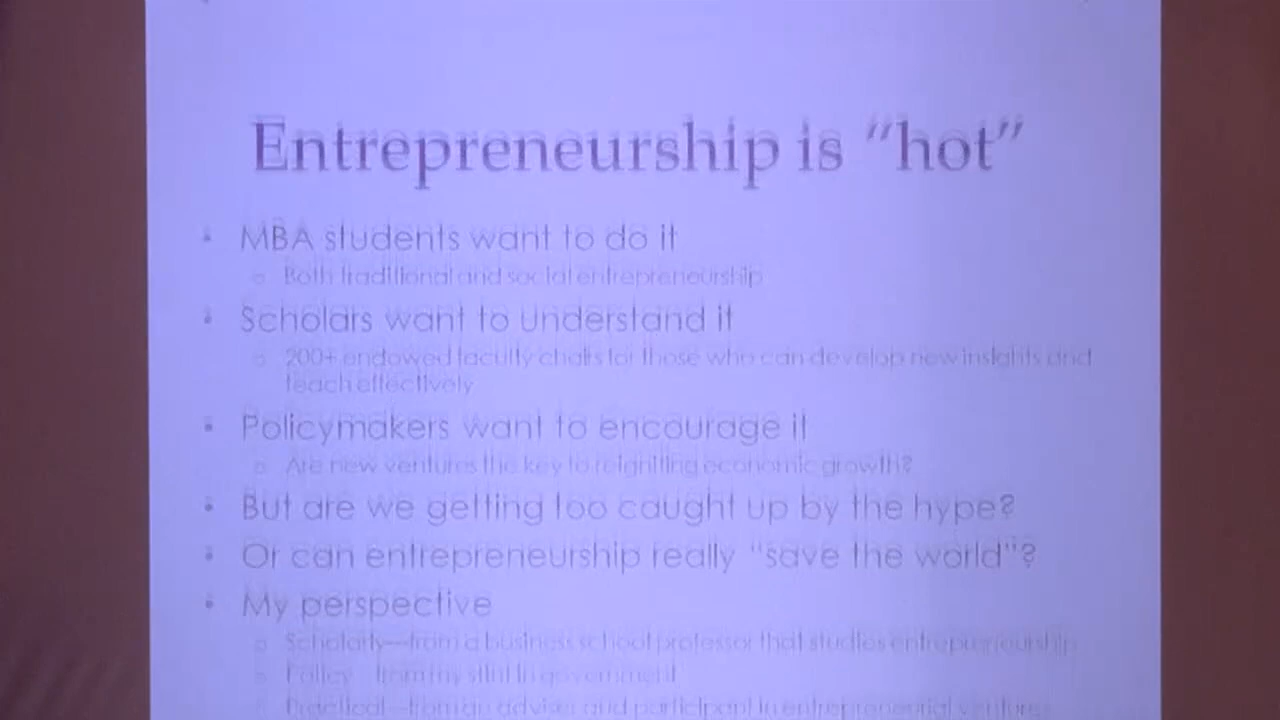 Entrepreneurship is "hot"
• MBA students want to do it
o Both traditional and social entrepreneurship
• Scholars want to understand it
o 200+ endowed faculty chairs for those who can develop new insights and
teach effectively
• Policymakers want to encourage it
o Are new ventures the key to reigniting economic growth?
• But are we getting too caught up by the hype?
• Or can entrepreneurship really "save the world"?
• My perspective
o Scholarly—from a business school professor that studies entrepreneurship
o Policy—from my stint in government
o Practical—from an advisor and participant in entrepreneurial